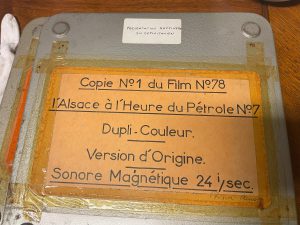 Copie Nº1 du Film Nº78
l'Alsace à l'Heure du Pétrole Nº7
Dupli-Couleur.
Version d'Origine.
Sonore Magnétique 24 i/sec.